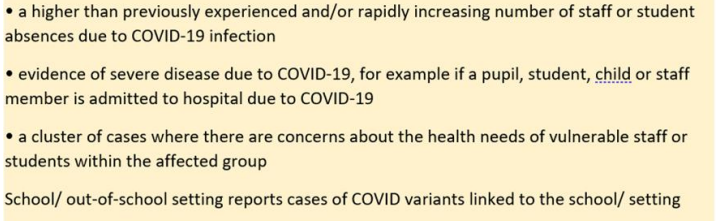 • a higher than previously experienced and/or rapidly increasing number of staff or student
absences due to COVID-19 infection
• evidence of severe disease due to COVID-19, for example if a pupil, student, child or staff
member is admitted to hospital due to COVID-19
• a cluster of cases where there are concerns about the health needs of vulnerable staff or
students within the affected group
School/ out-of-school setting reports cases of COVID variants linked to the school/ setting